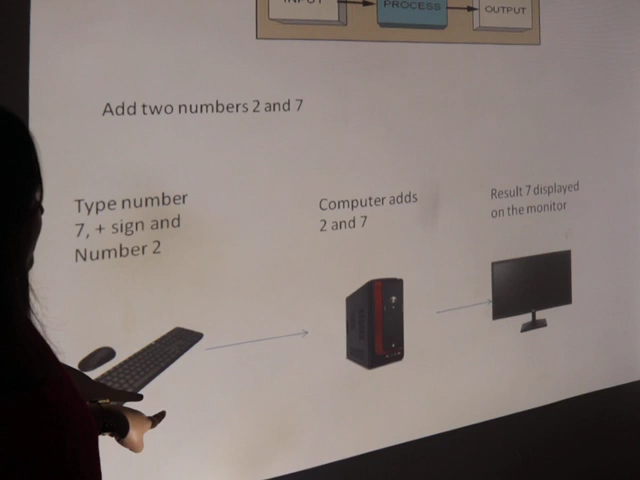 INPUT
PROCESS
OUTPUT
Add two numbers 2 and 7
Type number
7, + sign and
Number 2
Computer adds
2 and 7
Result 7 displayed
on the monitor